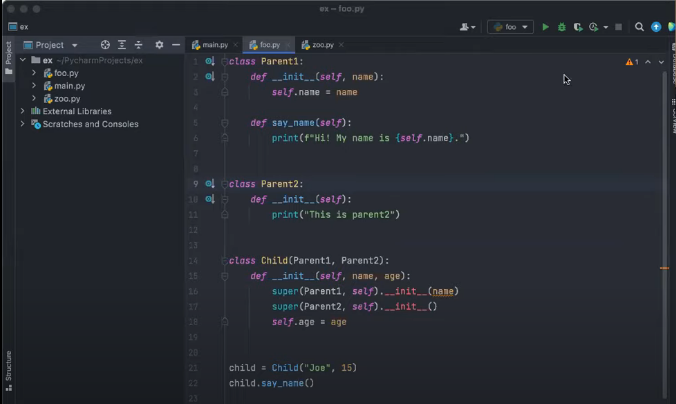 ex – foo.py
ex
foo
Project
main.py
foo.py
zoo.py
Project
ex ~/PycharmProjects/ex
foo.py
main.py
zoo.py
External Libraries
Scratches and Consoles
Structure
1
1 class Parent1:
2 def __init__(self, name):
3 self.name = name
4
5 def say_name(self):
6 print(f"Hi! My name is {self.name}.")
7
8
9 class Parent2:
10 def __init__(self):
11 print("This is parent2")
12
13
14 class Child(Parent1, Parent2):
15 def __init__(self, name, age):
16 super(Parent1, self).__init__(name)
17 super(Parent2, self).__init__()
18 self.age = age
19
20
21 child = Child("Joe", 15)
22 child.say_name()
23